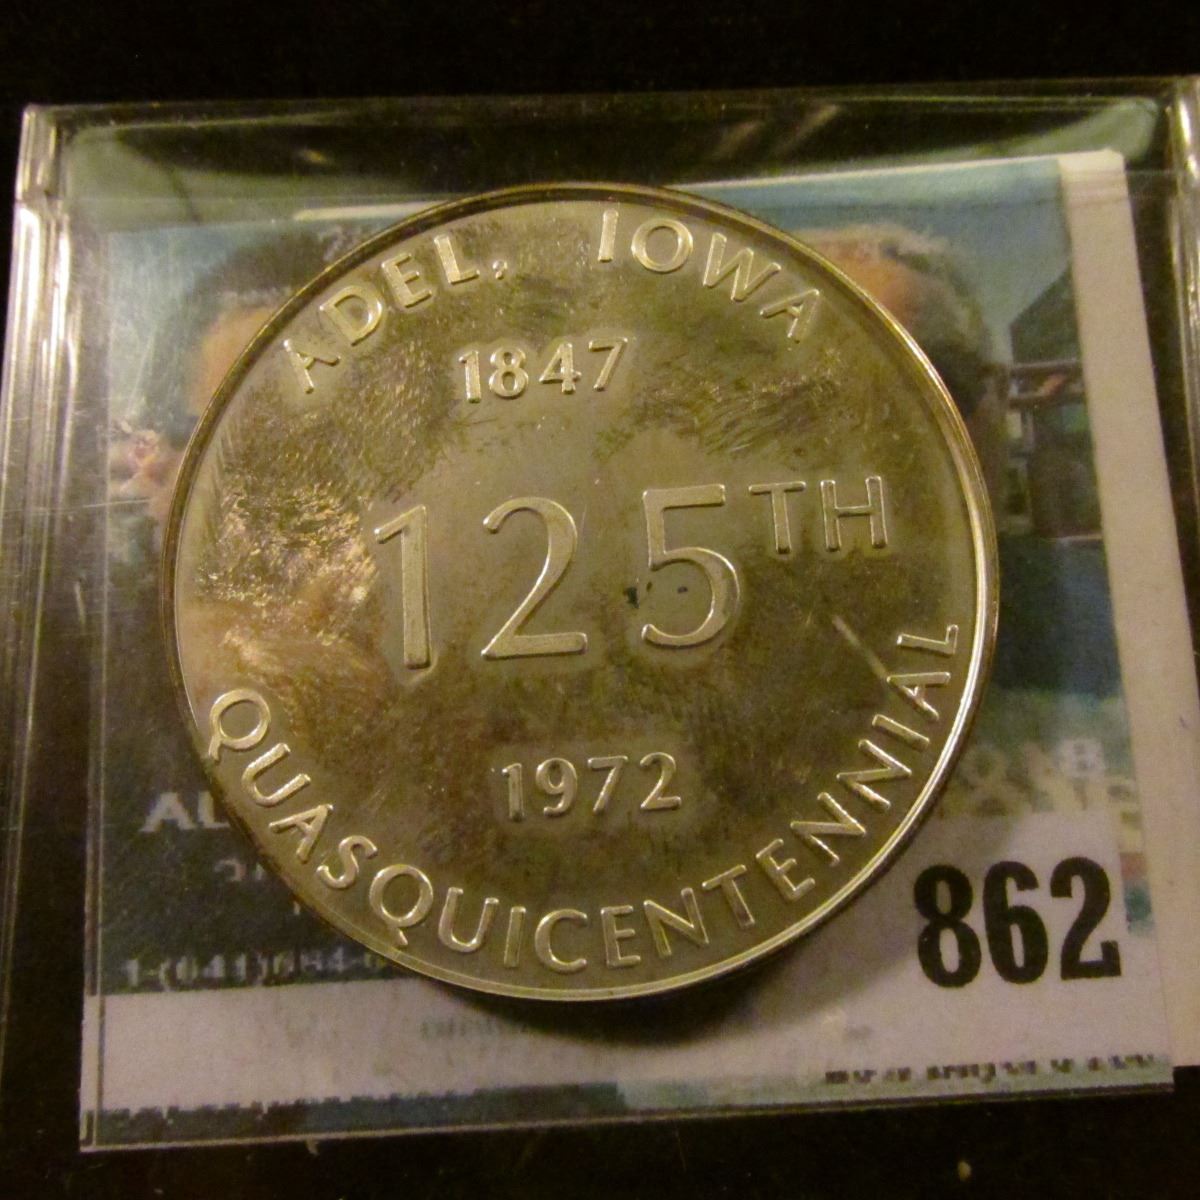 ADEL, IOWA
1847
125TH
1972
QUASQUICENTENNIAL
862